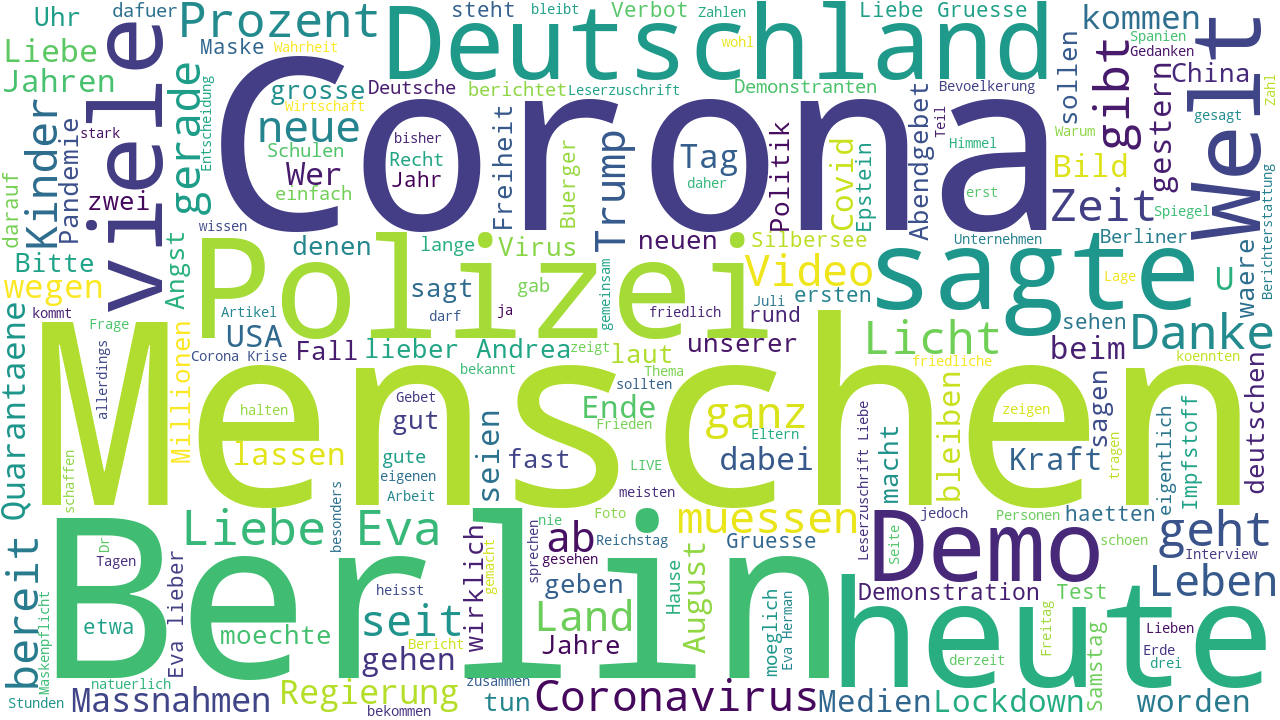 Uhr
dafuer
Prozent
steht
bleibt
Verbot
Zahlen
Liebe Gruesse
kommen
Welt
Liebe
viele
Maske
Wahrheit
Deutschland
wohl
sollen
Spanien
Gedanken
gibt
Jahren
gerade
Entscheidung
grosse
Deutsche
berichtet
Leserzuschrift
Demonstranten
Bevoelkerung
China
Zahl
Wirtschaft
Corona
gestern
gesagt
Kinder
Pandemie
stark
neue
bisher
Freiheit
Trump
Tag
Politik
Covid
Abendgebet
Teil
Himmel
Warum
Schulen
Recht
Buerger
Epstein
Bild
Wer
Jahr
daher
erst
zwei
einfach
Zeit
Spiegel
Berichterstattung
darauf
wissen
Polizei
denen
lange
Virus
neuen
Silbersee
Unternehmen
Berliner
waere
Bitte
Angst
sagt
gab
gemeinsam
Video
sagte
Lage
U
wegen
ersten
Juli
kommt
Artikel
darf
ja
friedlich
rund
sehen
Danke
Quarantaene
Frage
USA
Licht
beim
allerdings
Millionen
Corona Krise
Fall
lieber Andrea
zeigt
laut
unserer
friedliche
koennten
bekannt
Thema
Menschen
sollten
halten
Gebet
gut
Ende
Frieden
ganz
bleiben
zeigen
sagen
eigentlich
Impfstoff
deutschen
Eltern
Leserzuschrift Liebe
macht
tragen
schaffen
lassen
gute
seien
fast
LIVE
dabei
Kraft
eigenen
Arbeit
besonders
meisten
Berlin
Liebe Eva
nie
Foto
muessen
jedoch
Personen
haetten
geht
bereit
Dr
ab
Reichstag
Gruesse
Seite
Demo
schoen
Tagen
wirklich
gemacht
sprechen
gesehen
August
Interview
Maskenpflicht
Eva lieber
heisst
geben
Hause
moeglich
Eva Herman
Demonstration
Test
Leben
etwa
moechte
seit
Land
heute
Freitag
Samstag
Lieben
Bericht
Jahre
Erde
gehen
derzeit
drei
natuerlich
zusammen
Stunden
Massnahmen
Regierung
bekommen
tun
Coronavirus
Medien
Lockdown
worden